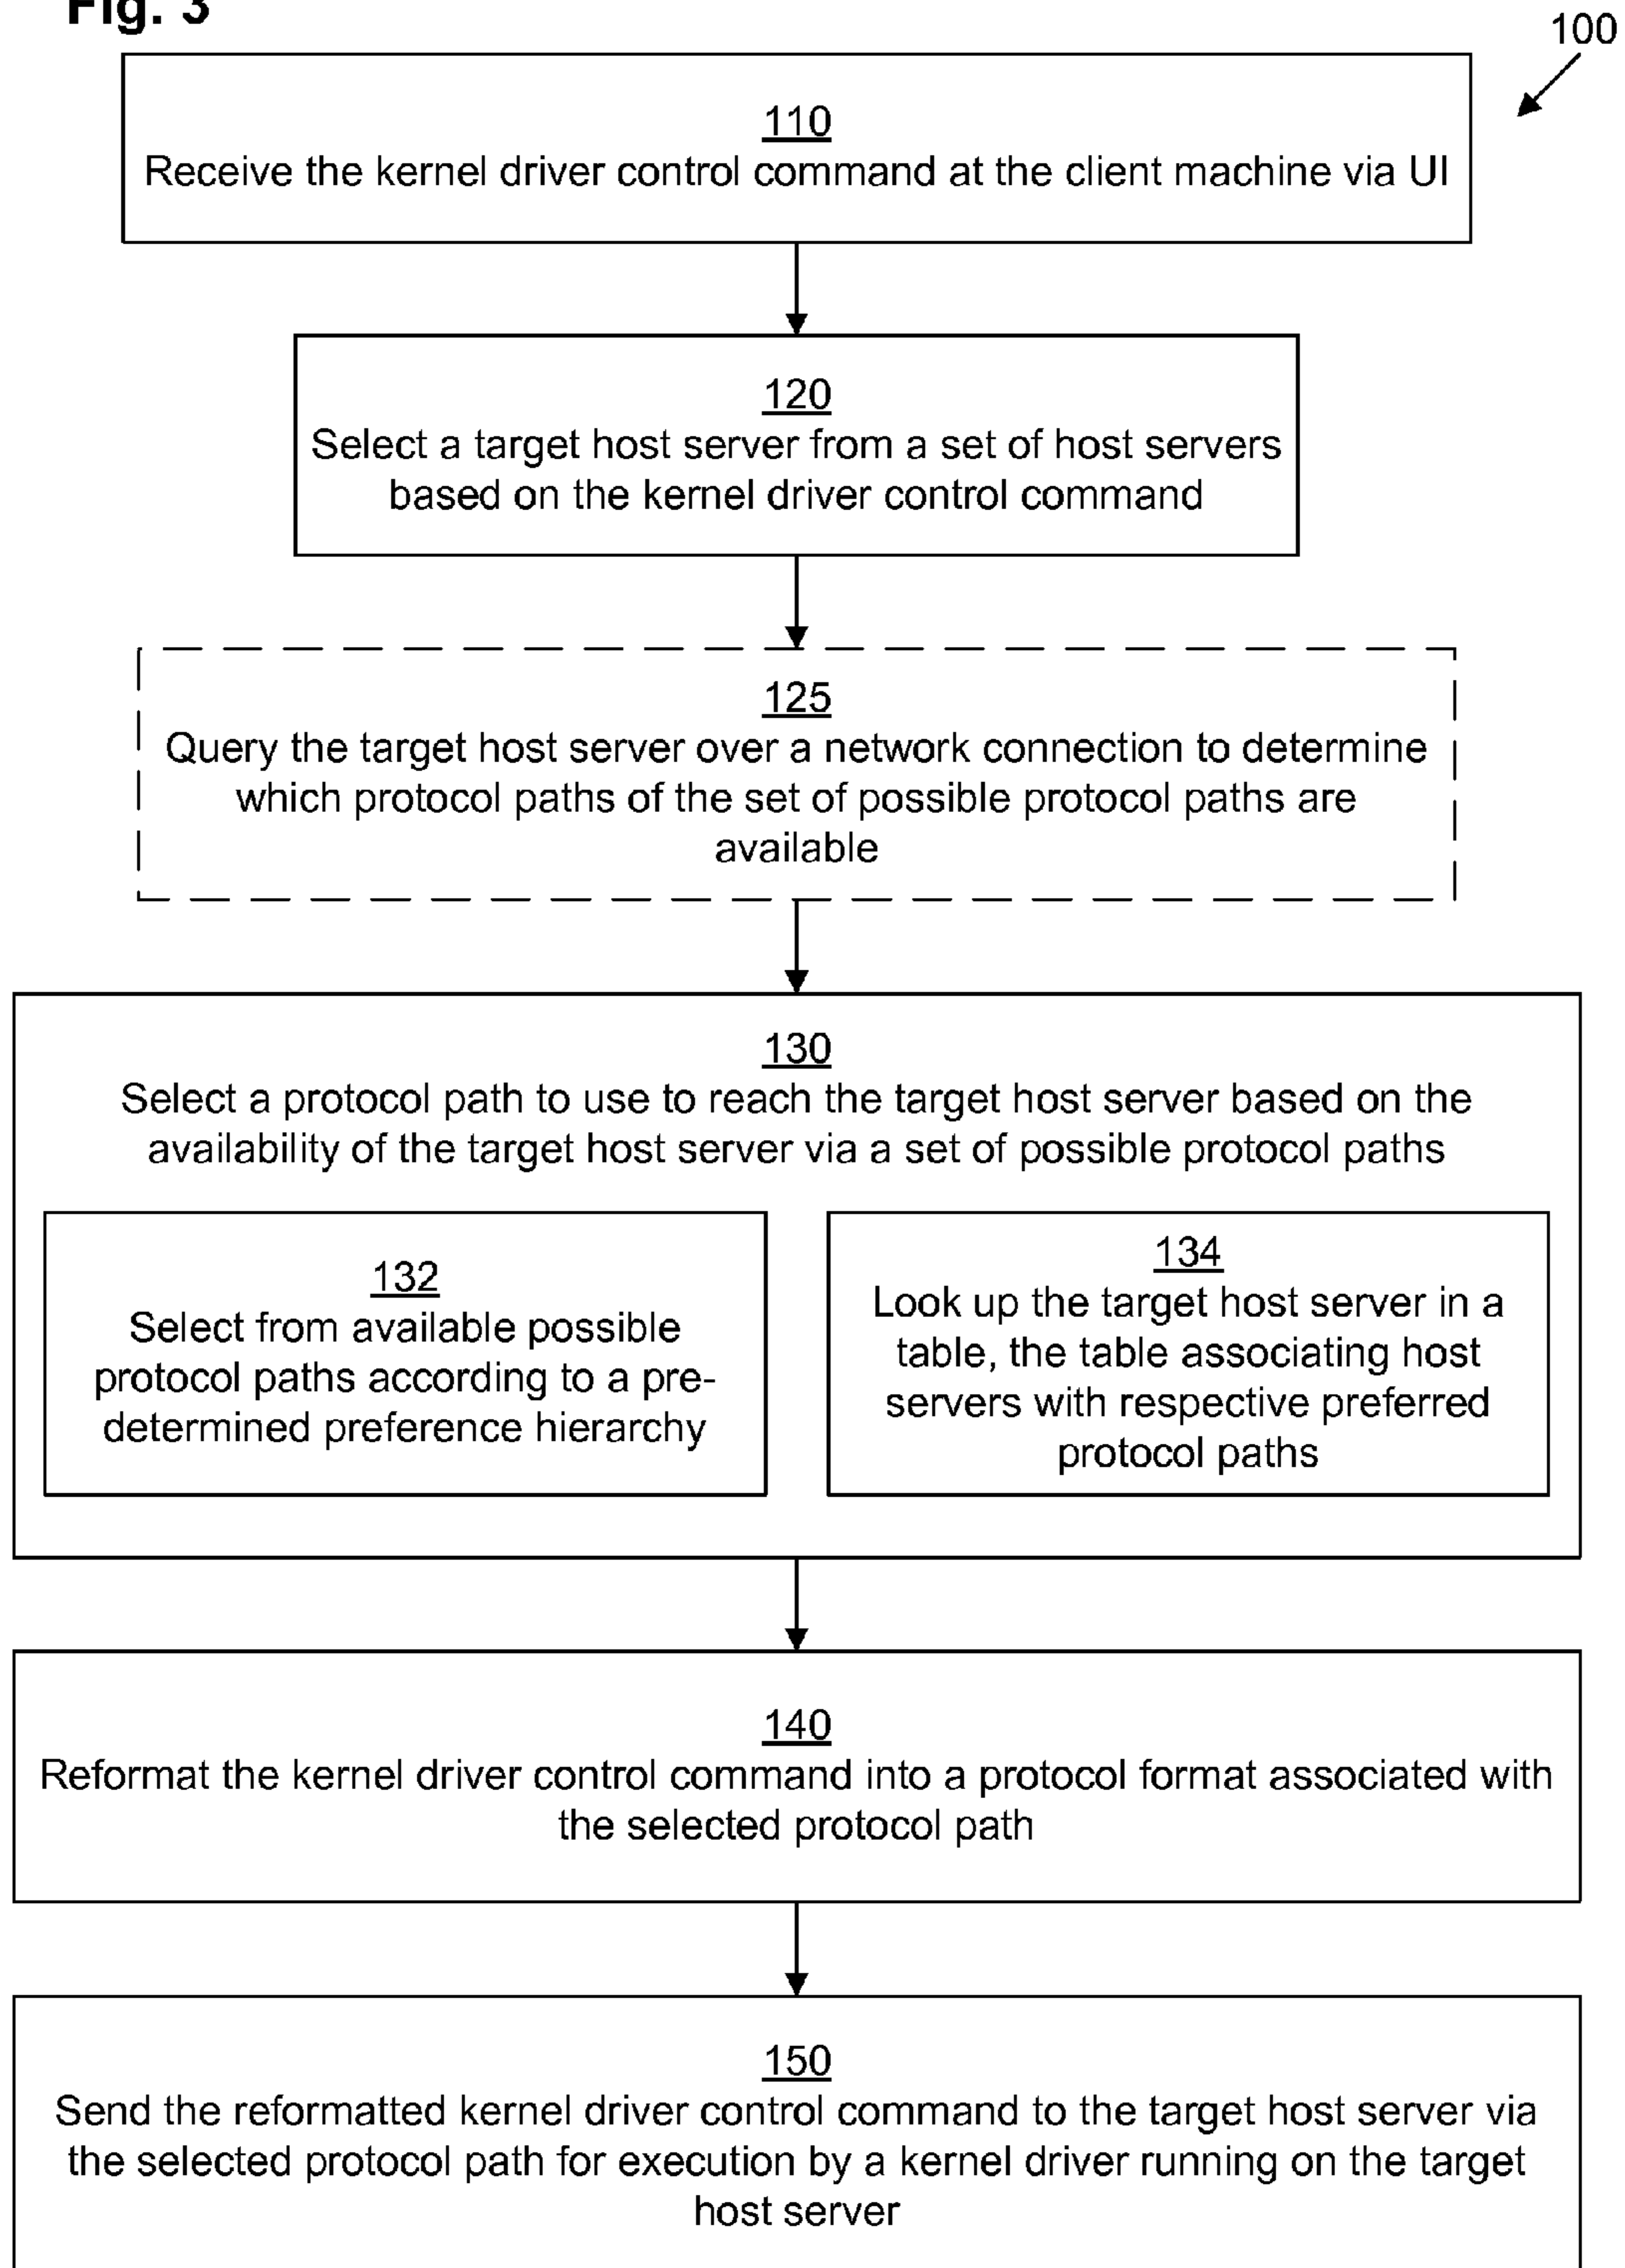 Fig. 3
100
110
Receive the kernel driver control command at the client machine via UI
120
Select a target host server from a set of host servers
based on the kernel driver control command
125
Query the target host server over a network connection to determine
which protocol paths of the set of possible protocol paths are
available
130
Select a protocol path to use to reach the target host server based on the
availability of the target host server via a set of possible protocol paths
132
Select from available possible
protocol paths according to a pre-
determined preference hierarchy
134
Look up the target host server in a
table, the table associating host
servers with respective preferred
protocol paths
140
Reformat the kernel driver control command into a protocol format associated with
the selected protocol path
150
Send the reformatted kernel driver control command to the target host server via
the selected protocol path for execution by a kernel driver running on the target
host server